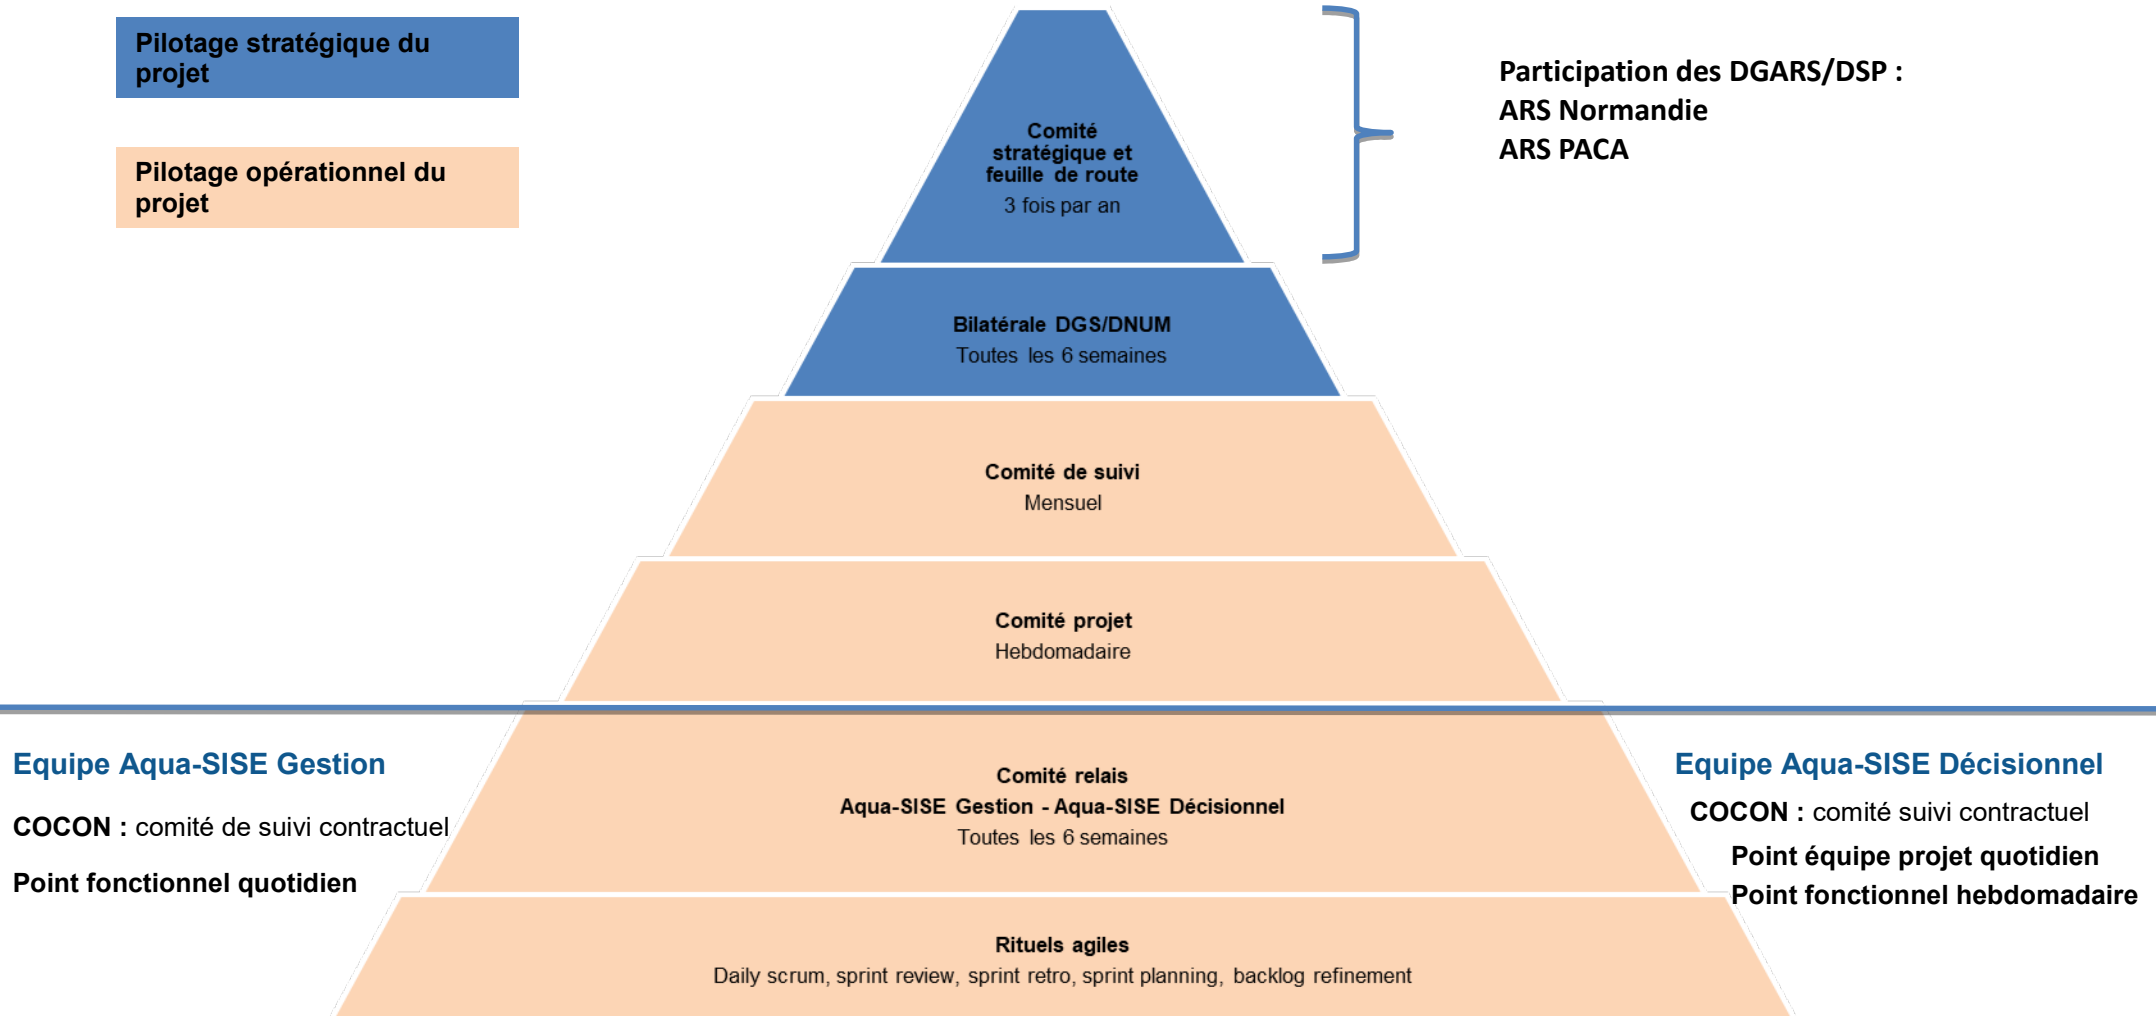 Pilotage stratégique du
projet
Pilotage opérationnel du
projet
Comité
stratégique et
feuille de route
3 fois par an
Participation des DGARS/DSP :
ARS Normandie
ARS PACA
Bilatérale DGS/DNUM
Toutes les 6 semaines
Comité de suivi
Mensuel
Comité projet
Hebdomadaire
Equipe Aqua-SISE Gestion
COCON : comité de suivi contractuel
Point fonctionnel quotidien
Comité relais
Aqua-SISE Gestion - Aqua-SISE Décisionnel
Toutes les 6 semaines
Equipe Aqua-SISE Décisionnel
COCON : comité suivi contractuel
Point équipe projet quotidien
Point fonctionnel hebdomadaire
Rituels agiles
Daily scrum, sprint review, sprint retro, sprint planning, backlog refinement